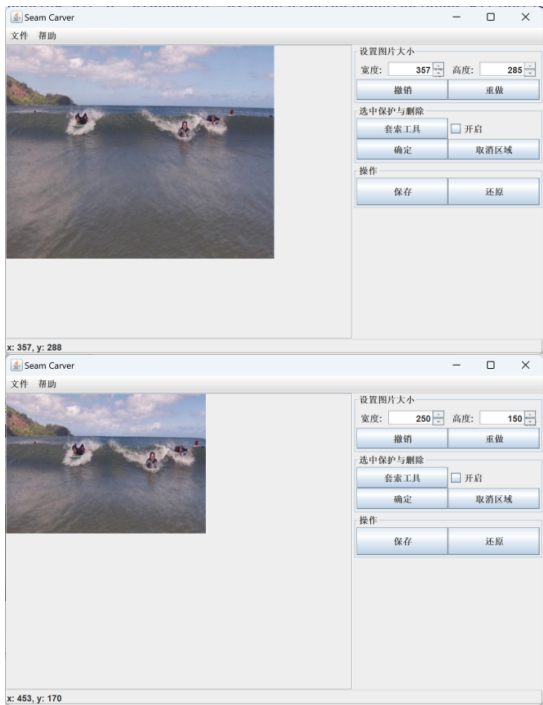 Seam Carver
文件 帮助
设置图片大小
宽度: 357 高度: 285
撤销 重做
选中保护与删除
套索工具 开启
确定 取消区域
操作
保存 还原
x: 357, y: 288
Seam Carver
文件 帮助
设置图片大小
宽度: 250 高度: 150
撤销 重做
选中保护与删除
套索工具 开启
确定 取消区域
操作
保存 还原
x: 453, y: 170